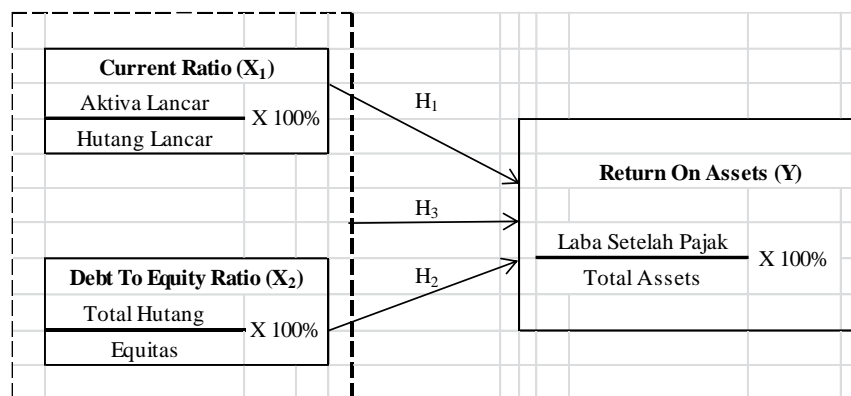 Current Ratio (X₁)
Aktiva Lancar
X 100%
Hutang Lancar
H₁
Return On Assets (Y)
H₃
Laba Setelah Pajak
X 100%
Total Assets
Debt To Equity Ratio (X₂)
H₂
Total Hutang
X 100%
Equitas